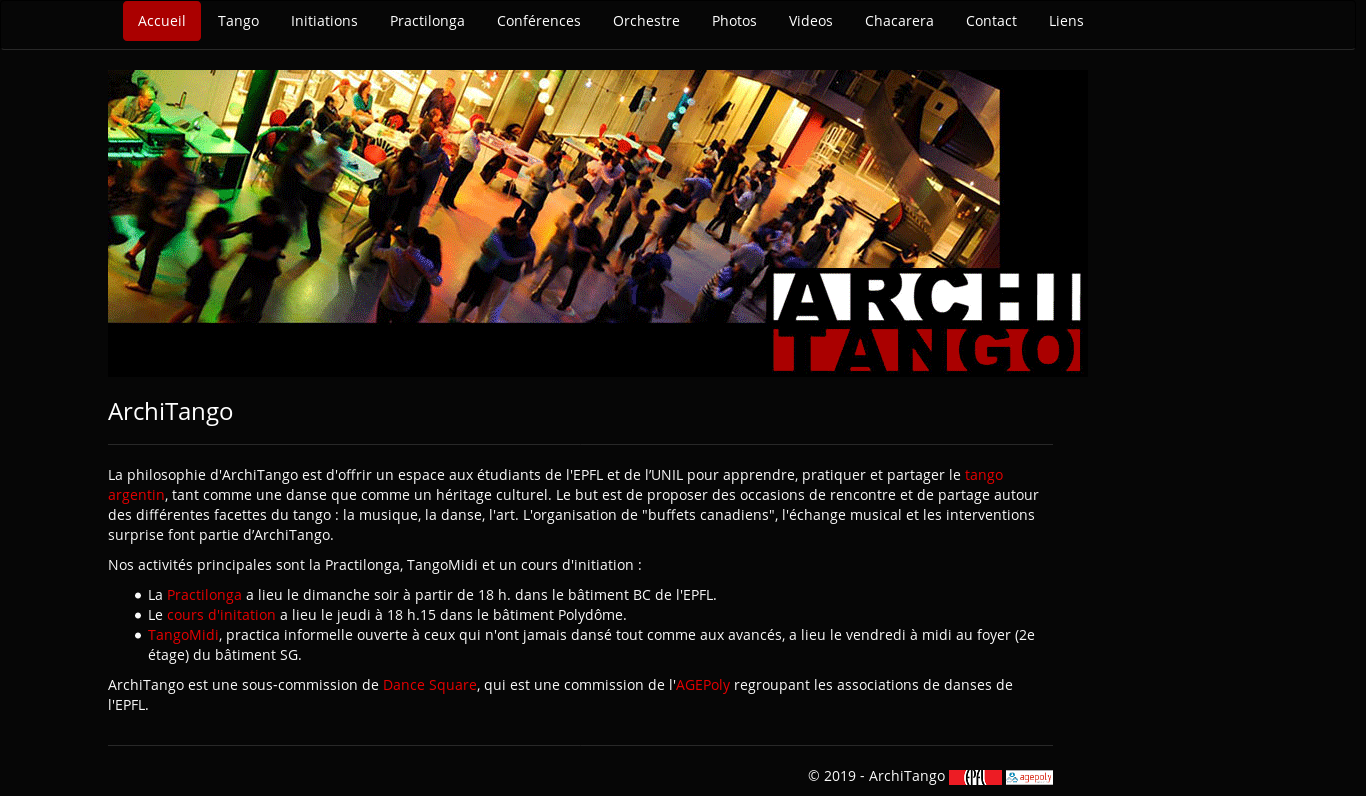 Accueil Tango Initiations Practilonga Conférences Orchestre Photos Videos Chacarera Contact Liens
ARCHI
TANGO
ArchiTango
La philosophie d'ArchiTango est d'offrir un espace aux étudiants de l'EPFL et de l’UNIL pour apprendre, pratiquer et partager le tango
argentin, tant comme une danse que comme un héritage culturel. Le but est de proposer des occasions de rencontre et de partage autour
des différentes facettes du tango : la musique, la danse, l'art. L'organisation de "buffets canadiens", l'échange musical et les interventions
surprise font partie d’ArchiTango.
Nos activités principales sont la Practilonga, TangoMidi et un cours d'initiation :
La Practilonga a lieu le dimanche soir à partir de 18 h. dans le bâtiment BC de l'EPFL.
Le cours d'initation a lieu le jeudi à 18 h.15 dans le bâtiment Polydôme.
TangoMidi, practica informelle ouverte à ceux qui n'ont jamais dansé tout comme aux avancés, a lieu le vendredi à midi au foyer (2e
étage) du bâtiment SG.
ArchiTango est une sous-commission de Dance Square, qui est une commission de l'AGEPoly regroupant les associations de danses de
l'EPFL.
© 2019 - ArchiTango EPFL agepoly